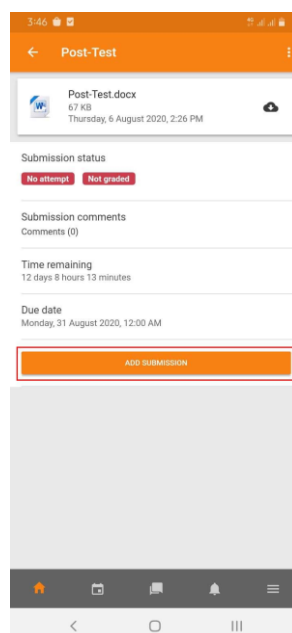 3:46
Post-Test
Post-Test.docx
67 KB
Thursday, 6 August 2020, 2:26 PM
Submission status
No attempt Not graded
Submission comments
Comments (0)
Time remaining
12 days 8 hours 13 minutes
Due date
Monday, 31 August 2020, 12:00 AM
ADD SUBMISSION